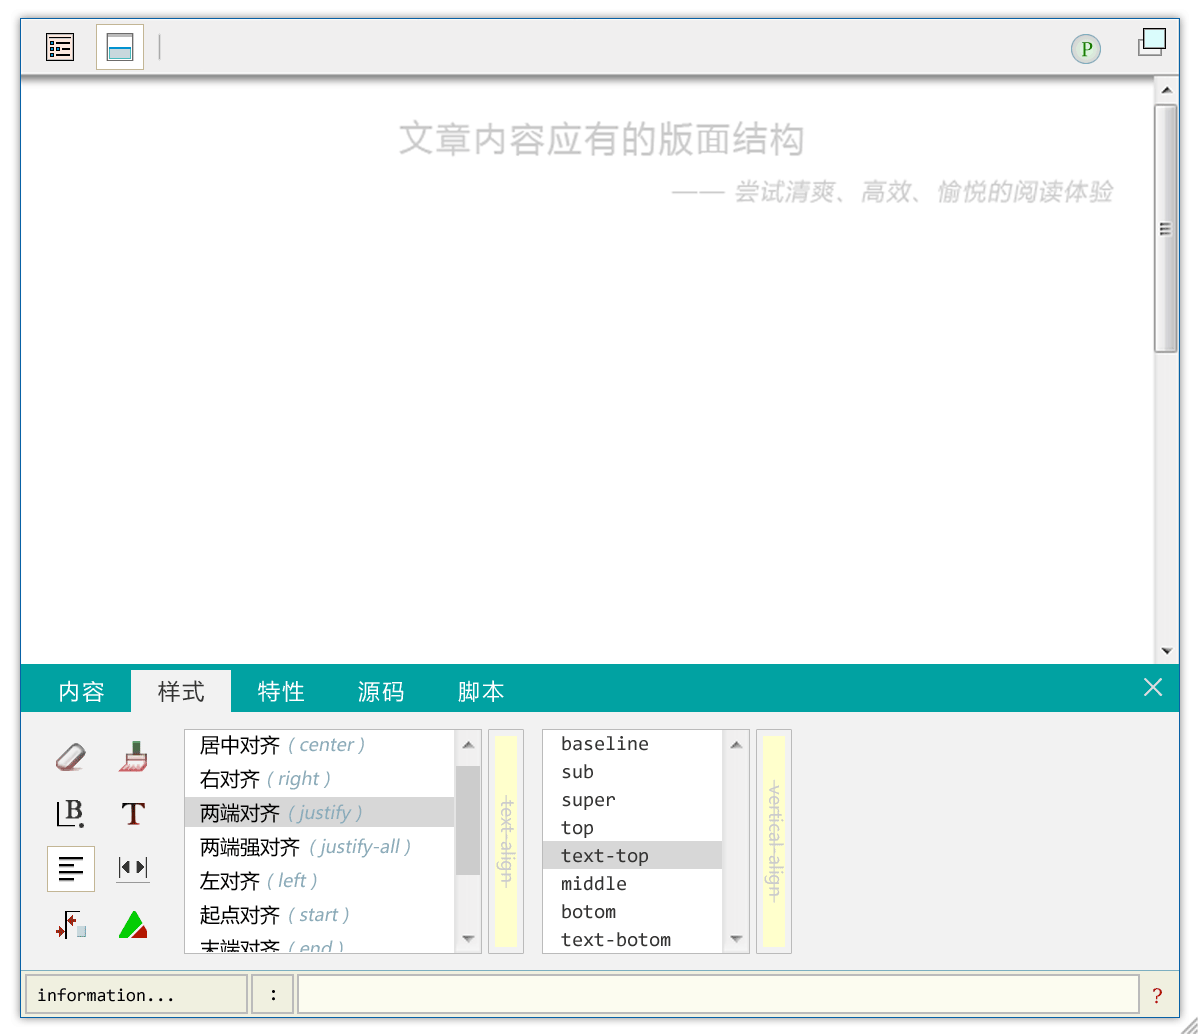 P
文章内容应有的版面结构
—— 尝试清爽、高效、愉悦的阅读体验
内容 样式 特性 源码 脚本
B T
居中对齐 ( center )
右对齐 ( right )
两端对齐 ( justify )
两端强对齐 ( justify-all )
左对齐 ( left )
起点对齐 ( start )
末端对齐 ( end )
text-align
baseline
sub
super
top
text-top
middle
botom
text-botom
vertical-align
information... : ?